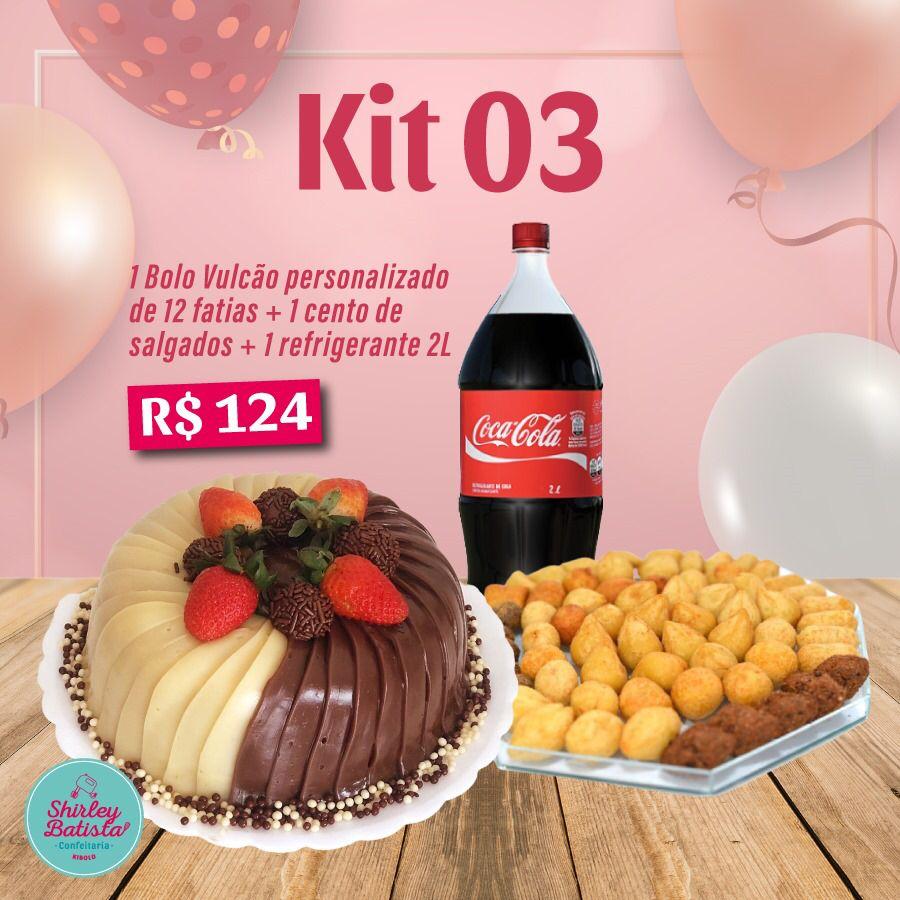 Kit 03
1 Bolo Vulcão personalizado
de 12 fatias + 1 cento de
salgados + 1 refrigerante 2L
R$ 124
Coca-Cola
2 L
Shirley
Batista
Confeitaria
KIBOLO